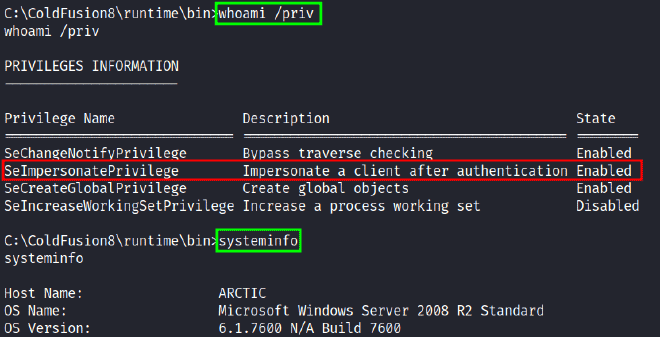 C:\ColdFusion8\runtime\bin>whoami /priv
whoami /priv
PRIVILEGES INFORMATION
----------------------
Privilege Name Description State
============================= ========================================= ========
SeChangeNotifyPrivilege Bypass traverse checking Enabled
SeImpersonatePrivilege Impersonate a client after authentication Enabled
SeCreateGlobalPrivilege Create global objects Enabled
SeIncreaseWorkingSetPrivilege Increase a process working set Disabled
C:\ColdFusion8\runtime\bin>systeminfo
systeminfo
Host Name: ARCTIC
OS Name: Microsoft Windows Server 2008 R2 Standard
OS Version: 6.1.7600 N/A Build 7600